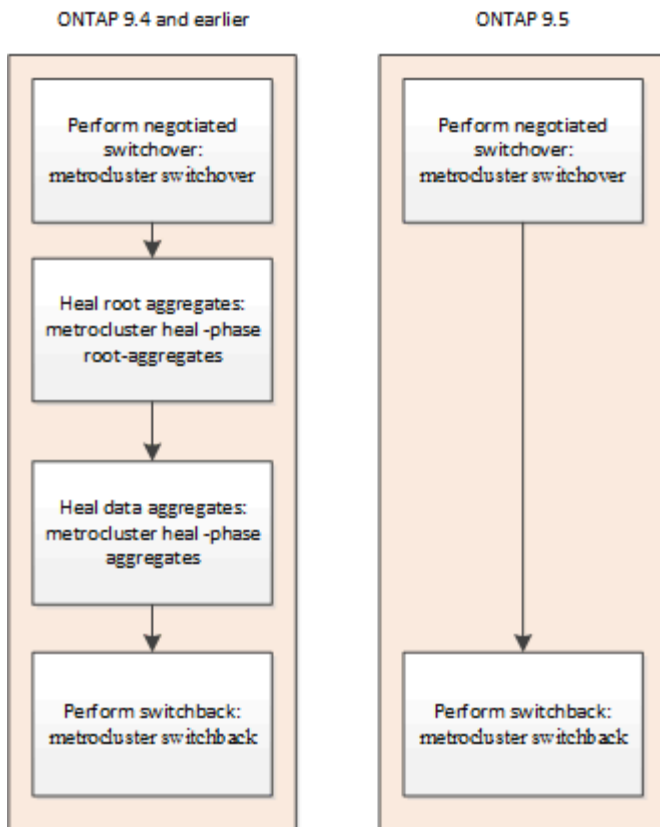 ONTAP 9.4 and earlier
Perform negotiated
switchover:
metrocluster switchover
Heal root aggregates:
metrocluster heal -phase
root-aggregates
Heal data aggregates:
metrocluster heal -phase
aggregates
Perform switchback:
metrocluster switchback
ONTAP 9.5
Perform negotiated
switchover:
metrocluster switchover
Perform switchback:
metrocluster switchback